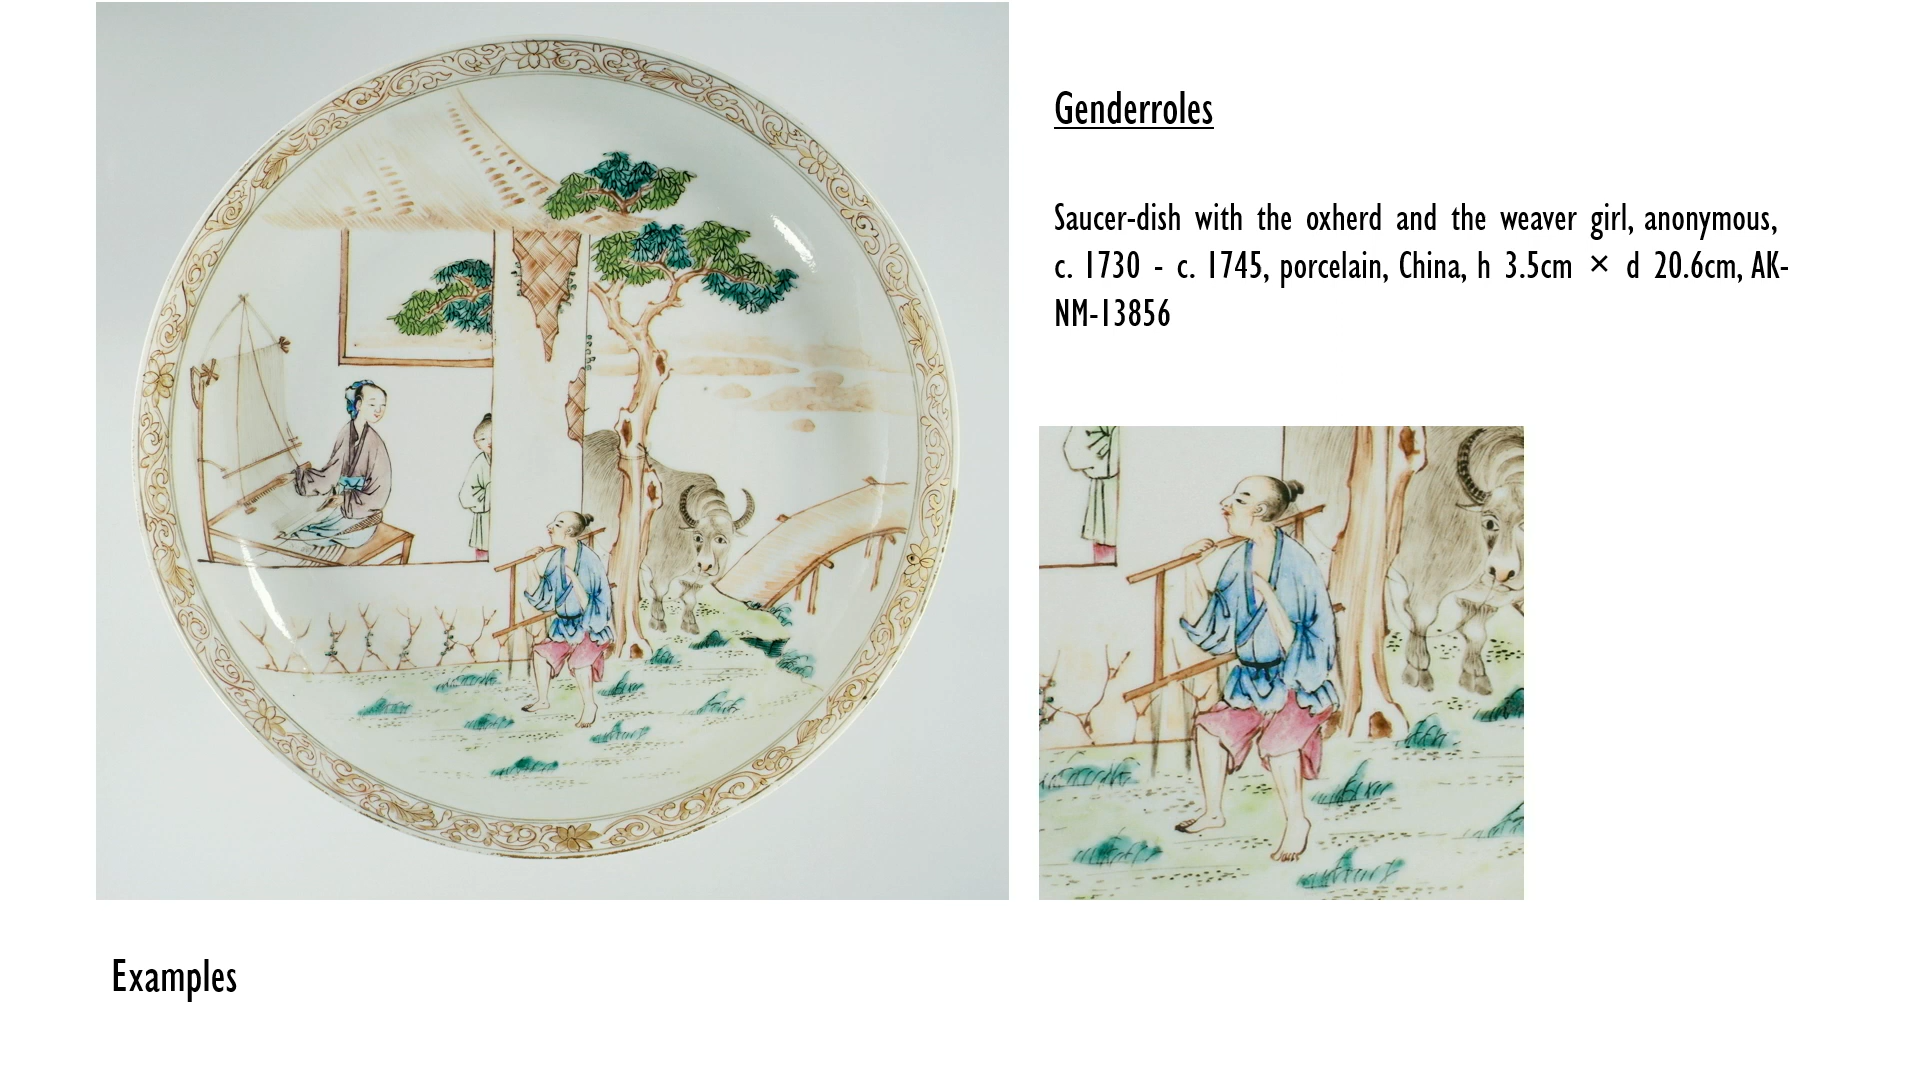 Genderroles
Saucer-dish with the oxherd and the weaver girl, anonymous,
c. 1730 - c. 1745, porcelain, China, h 3.5cm × d 20.6cm, AK-
NM-13856
Examples